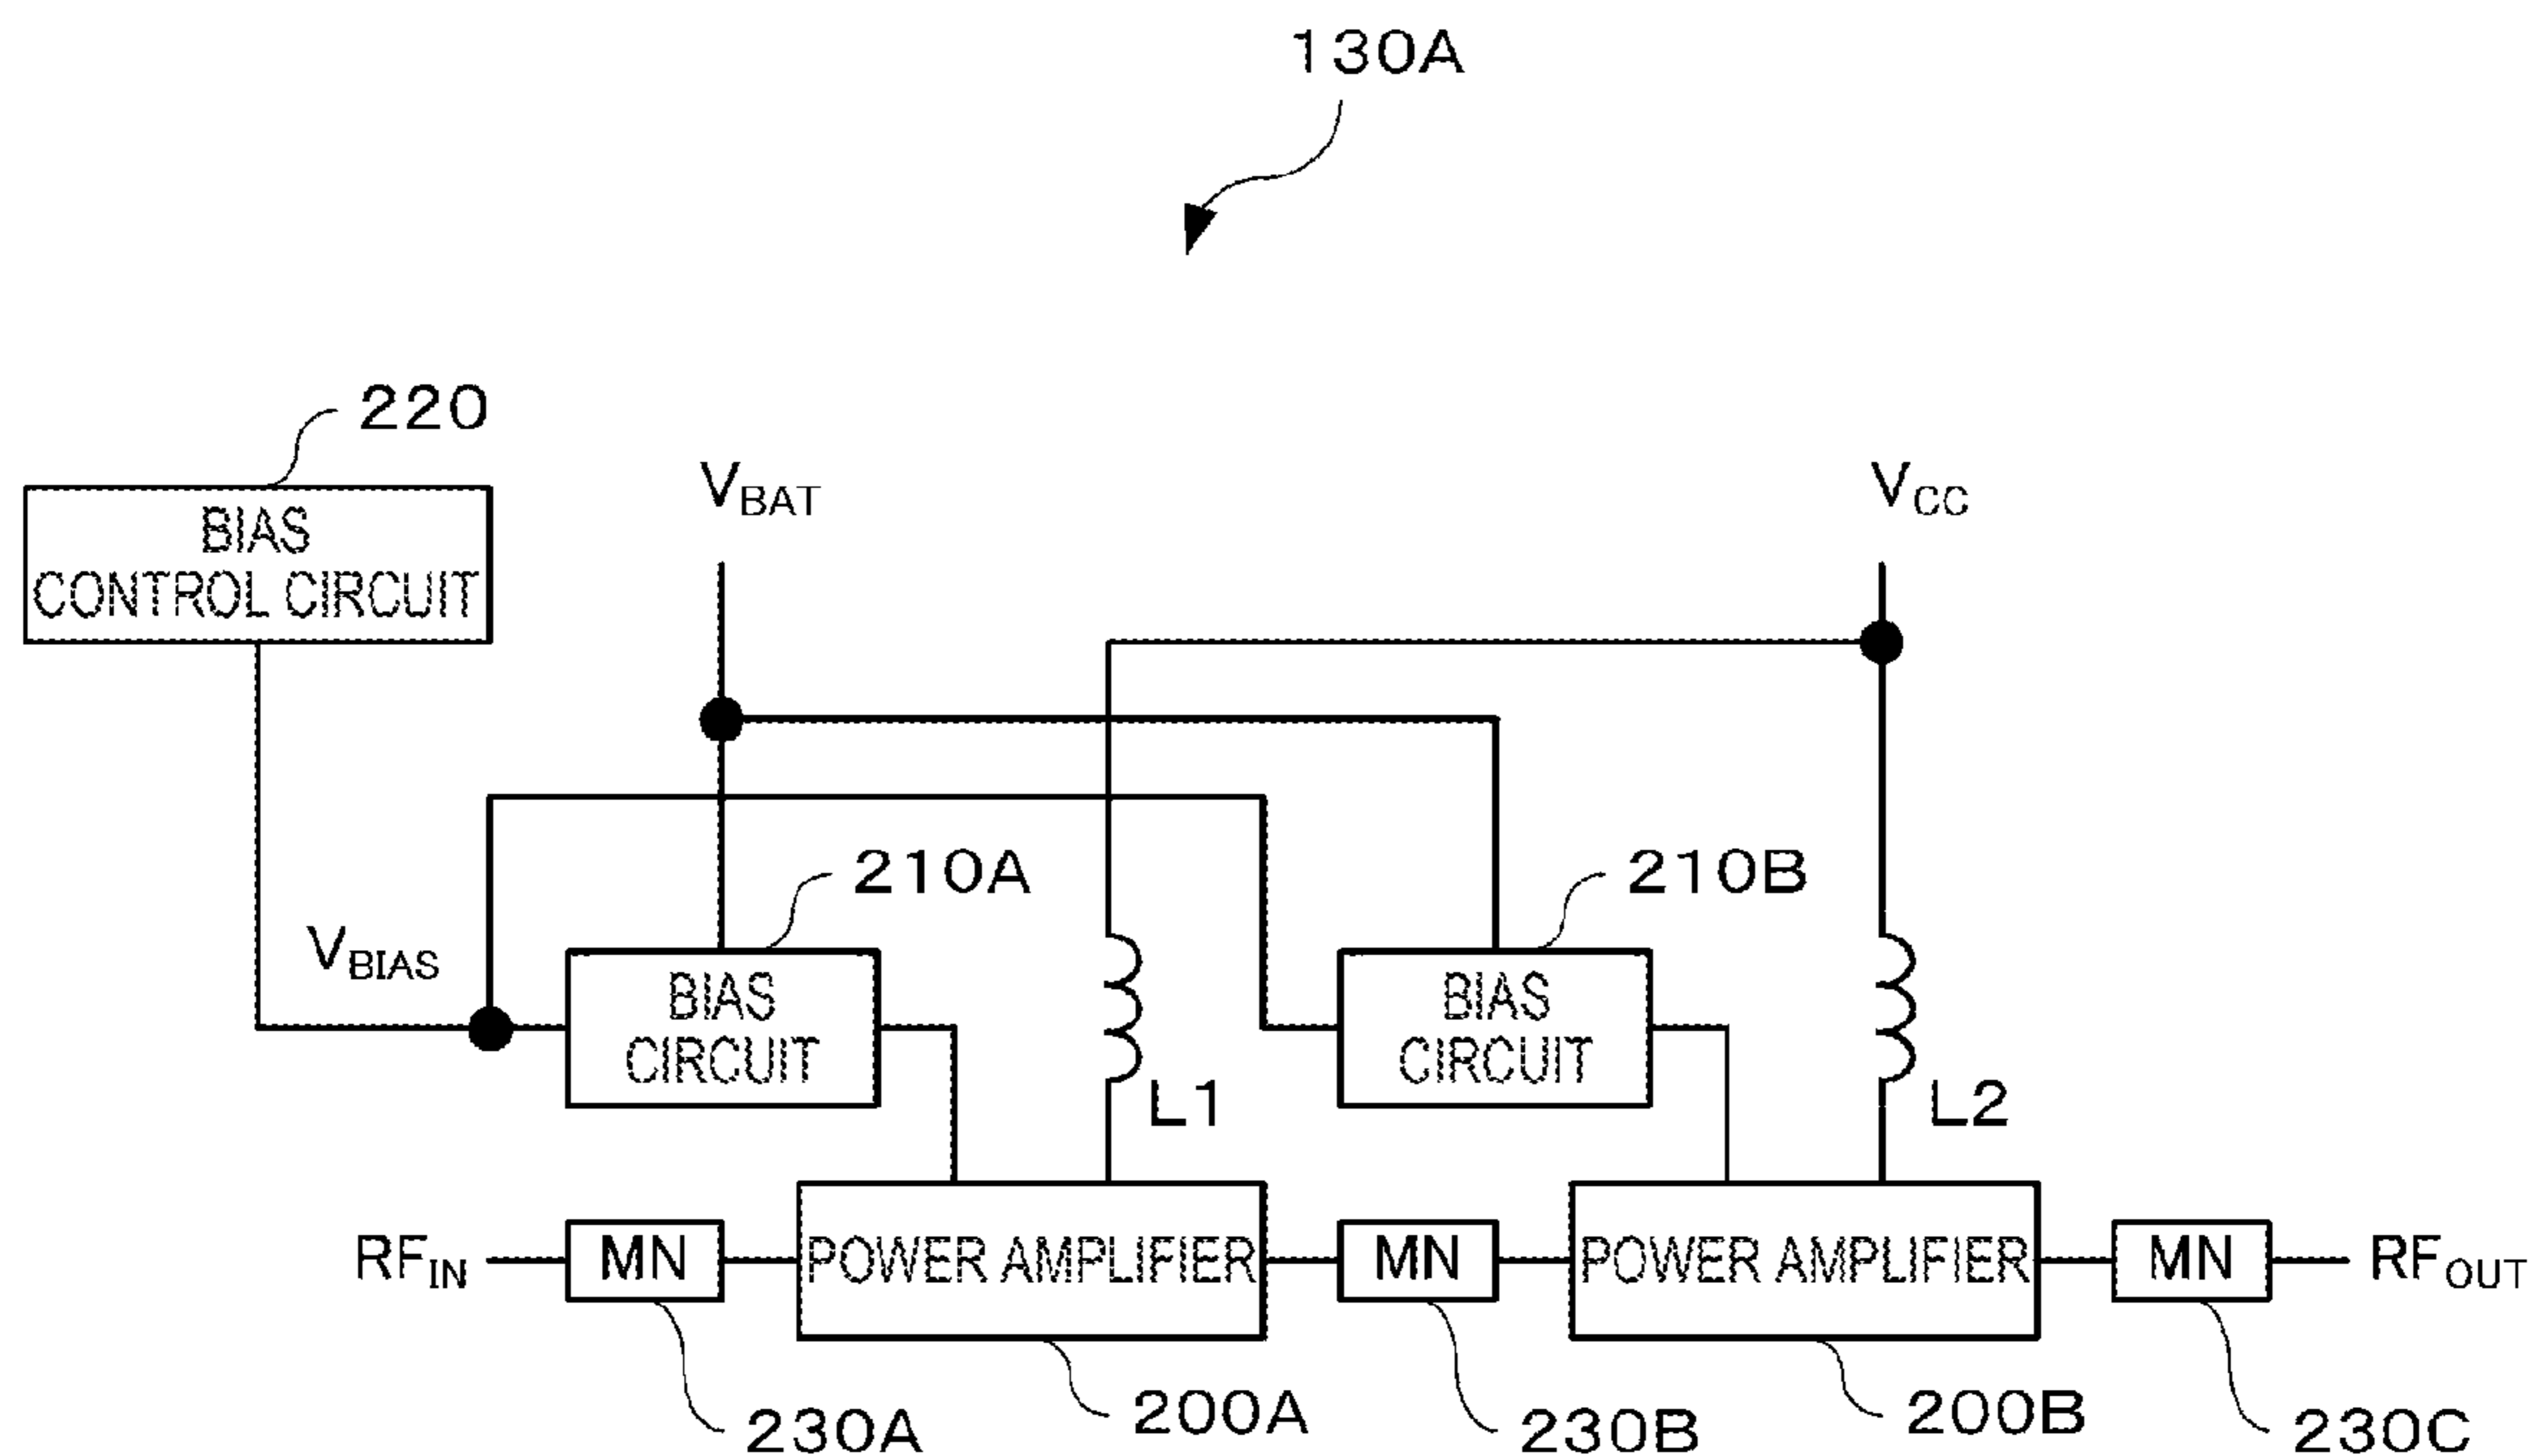 130A
220
BIAS
CONTROL CIRCUIT
VBAT
VCC
210A
210B
VBIAS
BIAS
CIRCUIT
BIAS
CIRCUIT
L1
L2
RFIN
MN
POWER AMPLIFIER
MN
POWER AMPLIFIER
MN
RFOUT
230A
200A
230B
200B
230C